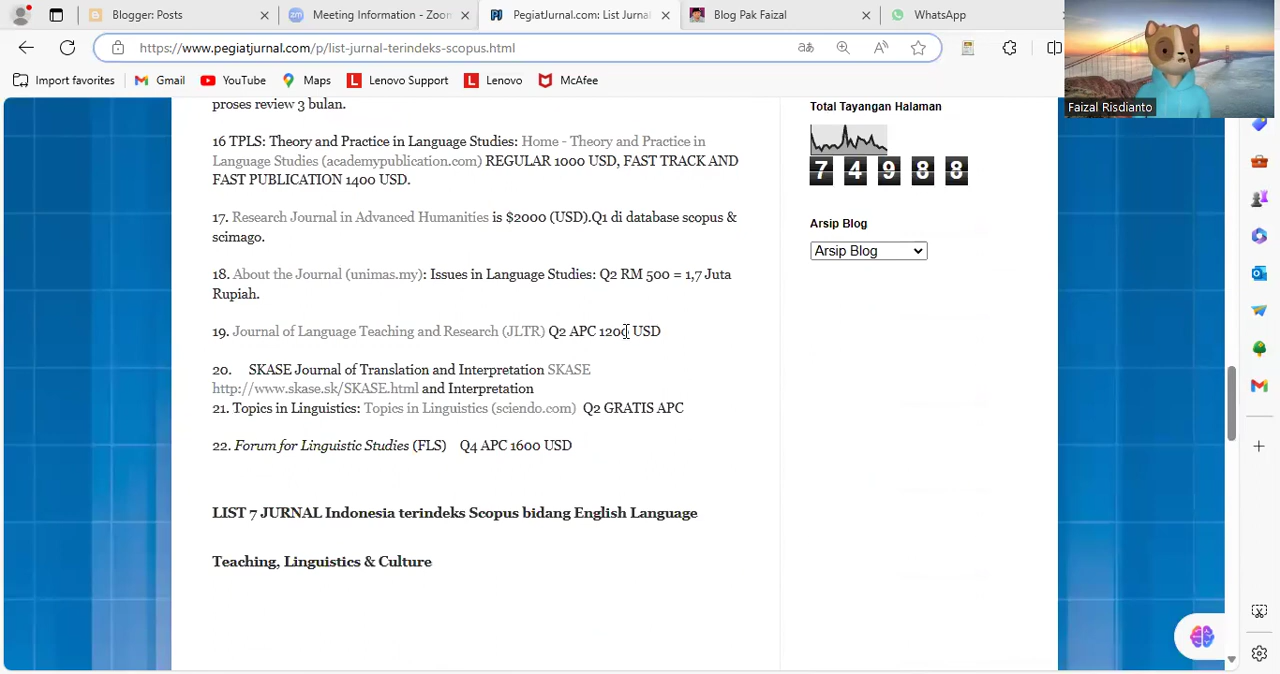 Blogger: Posts
Meeting Information - Zoon
PegiatJurnal.com: List Jurnal
Blog Pak Faizal
WhatsApp
https://www.pegiatjurnal.com/p/list-jurnal-terindeks-scopus.html
Import favorites
Gmail
YouTube
Maps
Lenovo Support
Lenovo
McAfee
Faizal Risdianto
proses review 3 bulan.
16 TPLS: Theory and Practice in Language Studies: Home - Theory and Practice in
Language Studies (academypublication.com) REGULAR 1000 USD, FAST TRACK AND
FAST PUBLICATION 1400 USD.
17. Research Journal in Advanced Humanities is $2000 (USD).Q1 di database scopus &
scimago.
18. About the Journal (unimas.my): Issues in Language Studies: Q2 RM 500 = 1,7 Juta
Rupiah.
19. Journal of Language Teaching and Research (JLTR) Q2 APC 1200 USD
20. SKASE Journal of Translation and Interpretation SKASE
http://www.skase.sk/SKASE.html and Interpretation
21. Topics in Linguistics: Topics in Linguistics (sciendo.com) Q2 GRATIS APC
22. Forum for Linguistic Studies (FLS) Q4 APC 1600 USD
LIST 7 JURNAL Indonesia terindeks Scopus bidang English Language
Teaching, Linguistics & Culture
Total Tayangan Halaman
74988
Arsip Blog
Arsip Blog